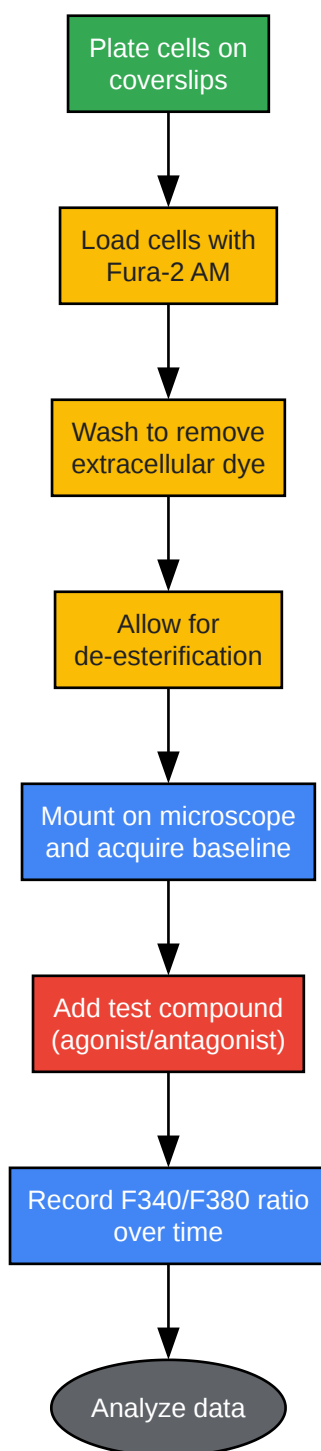 Plate cells on
coverslips
Load cells with
Fura-2 AM
Wash to remove
extracellular dye
Allow for
de-esterification
Mount on microscope
and acquire baseline
Add test compound
(agonist/antagonist)
Record F340/F380 ratio
over time
Analyze data